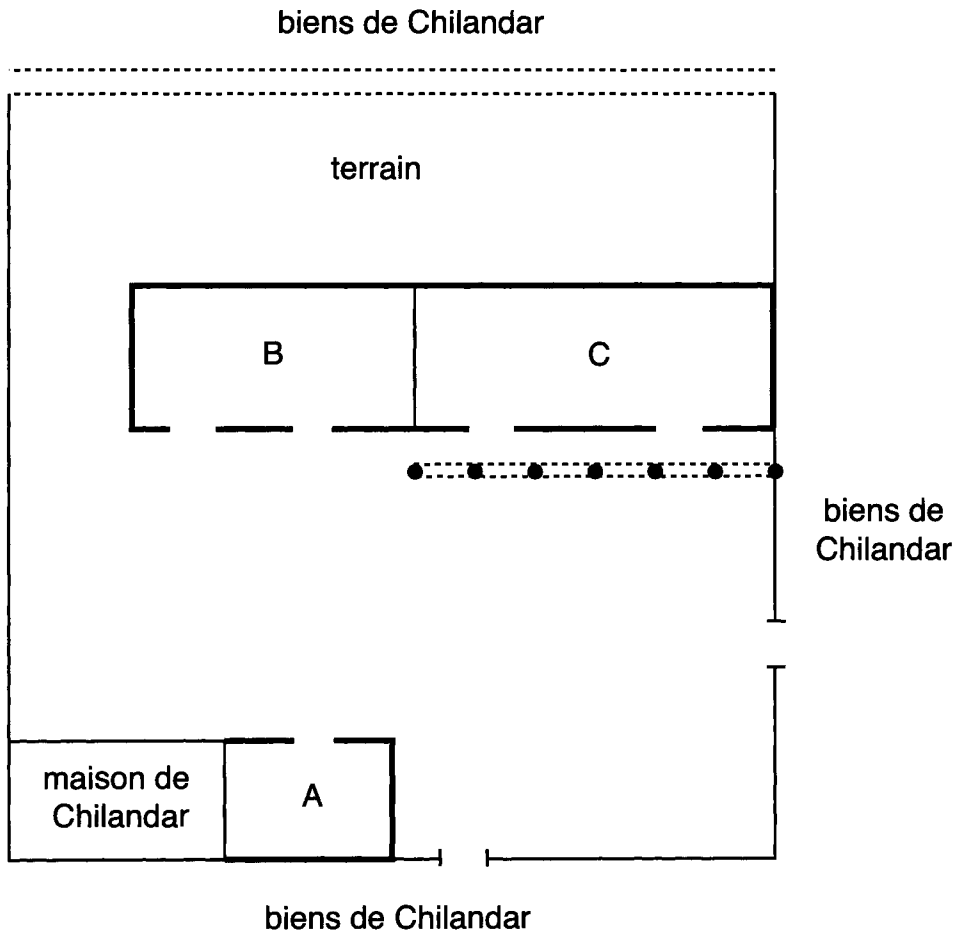 biens de Chilandar
terrain
B
C
biens de
Chilandar
maison de
Chilandar
A
biens de Chilandar